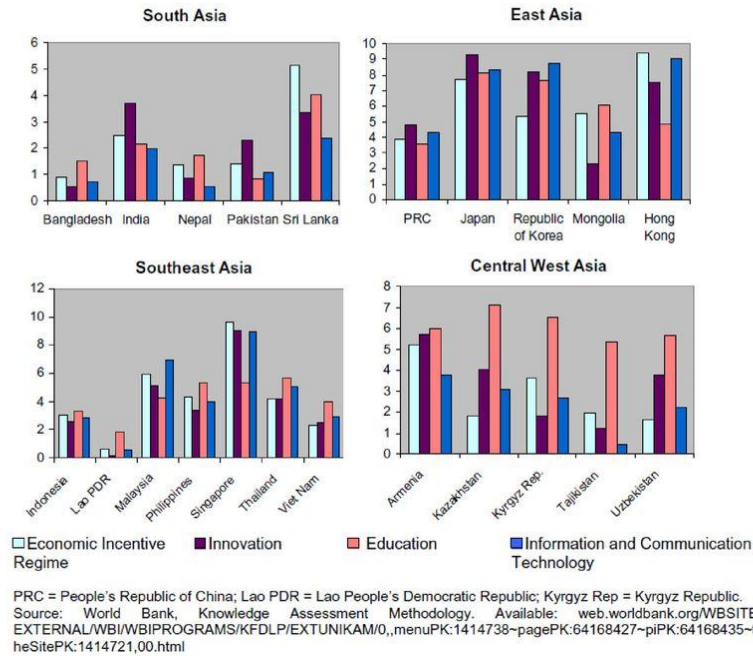 South Asia
6
5
4
3
2
1
0
Bangladesh India Nepal Pakistan Sri Lanka
East Asia
10
9
8
7
6
5
4
3
2
1
0
PRC Japan Republic of Korea Mongolia Hong Kong
Southeast Asia
12
10
8
6
4
2
0
Indonesia Lao PDR Malaysia Philippines Singapore Thailand Viet Nam
Central West Asia
8
7
6
5
4
3
2
1
0
Armenia Kazakhstan Kyrgyz Rep. Tajikistan Uzbekistan
Economic Incentive Regime
Innovation
Education
Information and Communication Technology
PRC = People's Republic of China; Lao PDR = Lao People's Democratic Republic; Kyrgyz Rep = Kyrgyz Republic.
Source: World Bank, Knowledge Assessment Methodology. Available: web.worldbank.org/WBSITE
EXTERNAL/WBI/WBIPROGRAMS/KFDLP/EXTUNIKAM/0,,menuPK:1414738~pagePK:64168427~piPK:64168435~
heSitePK:1414721,00.html